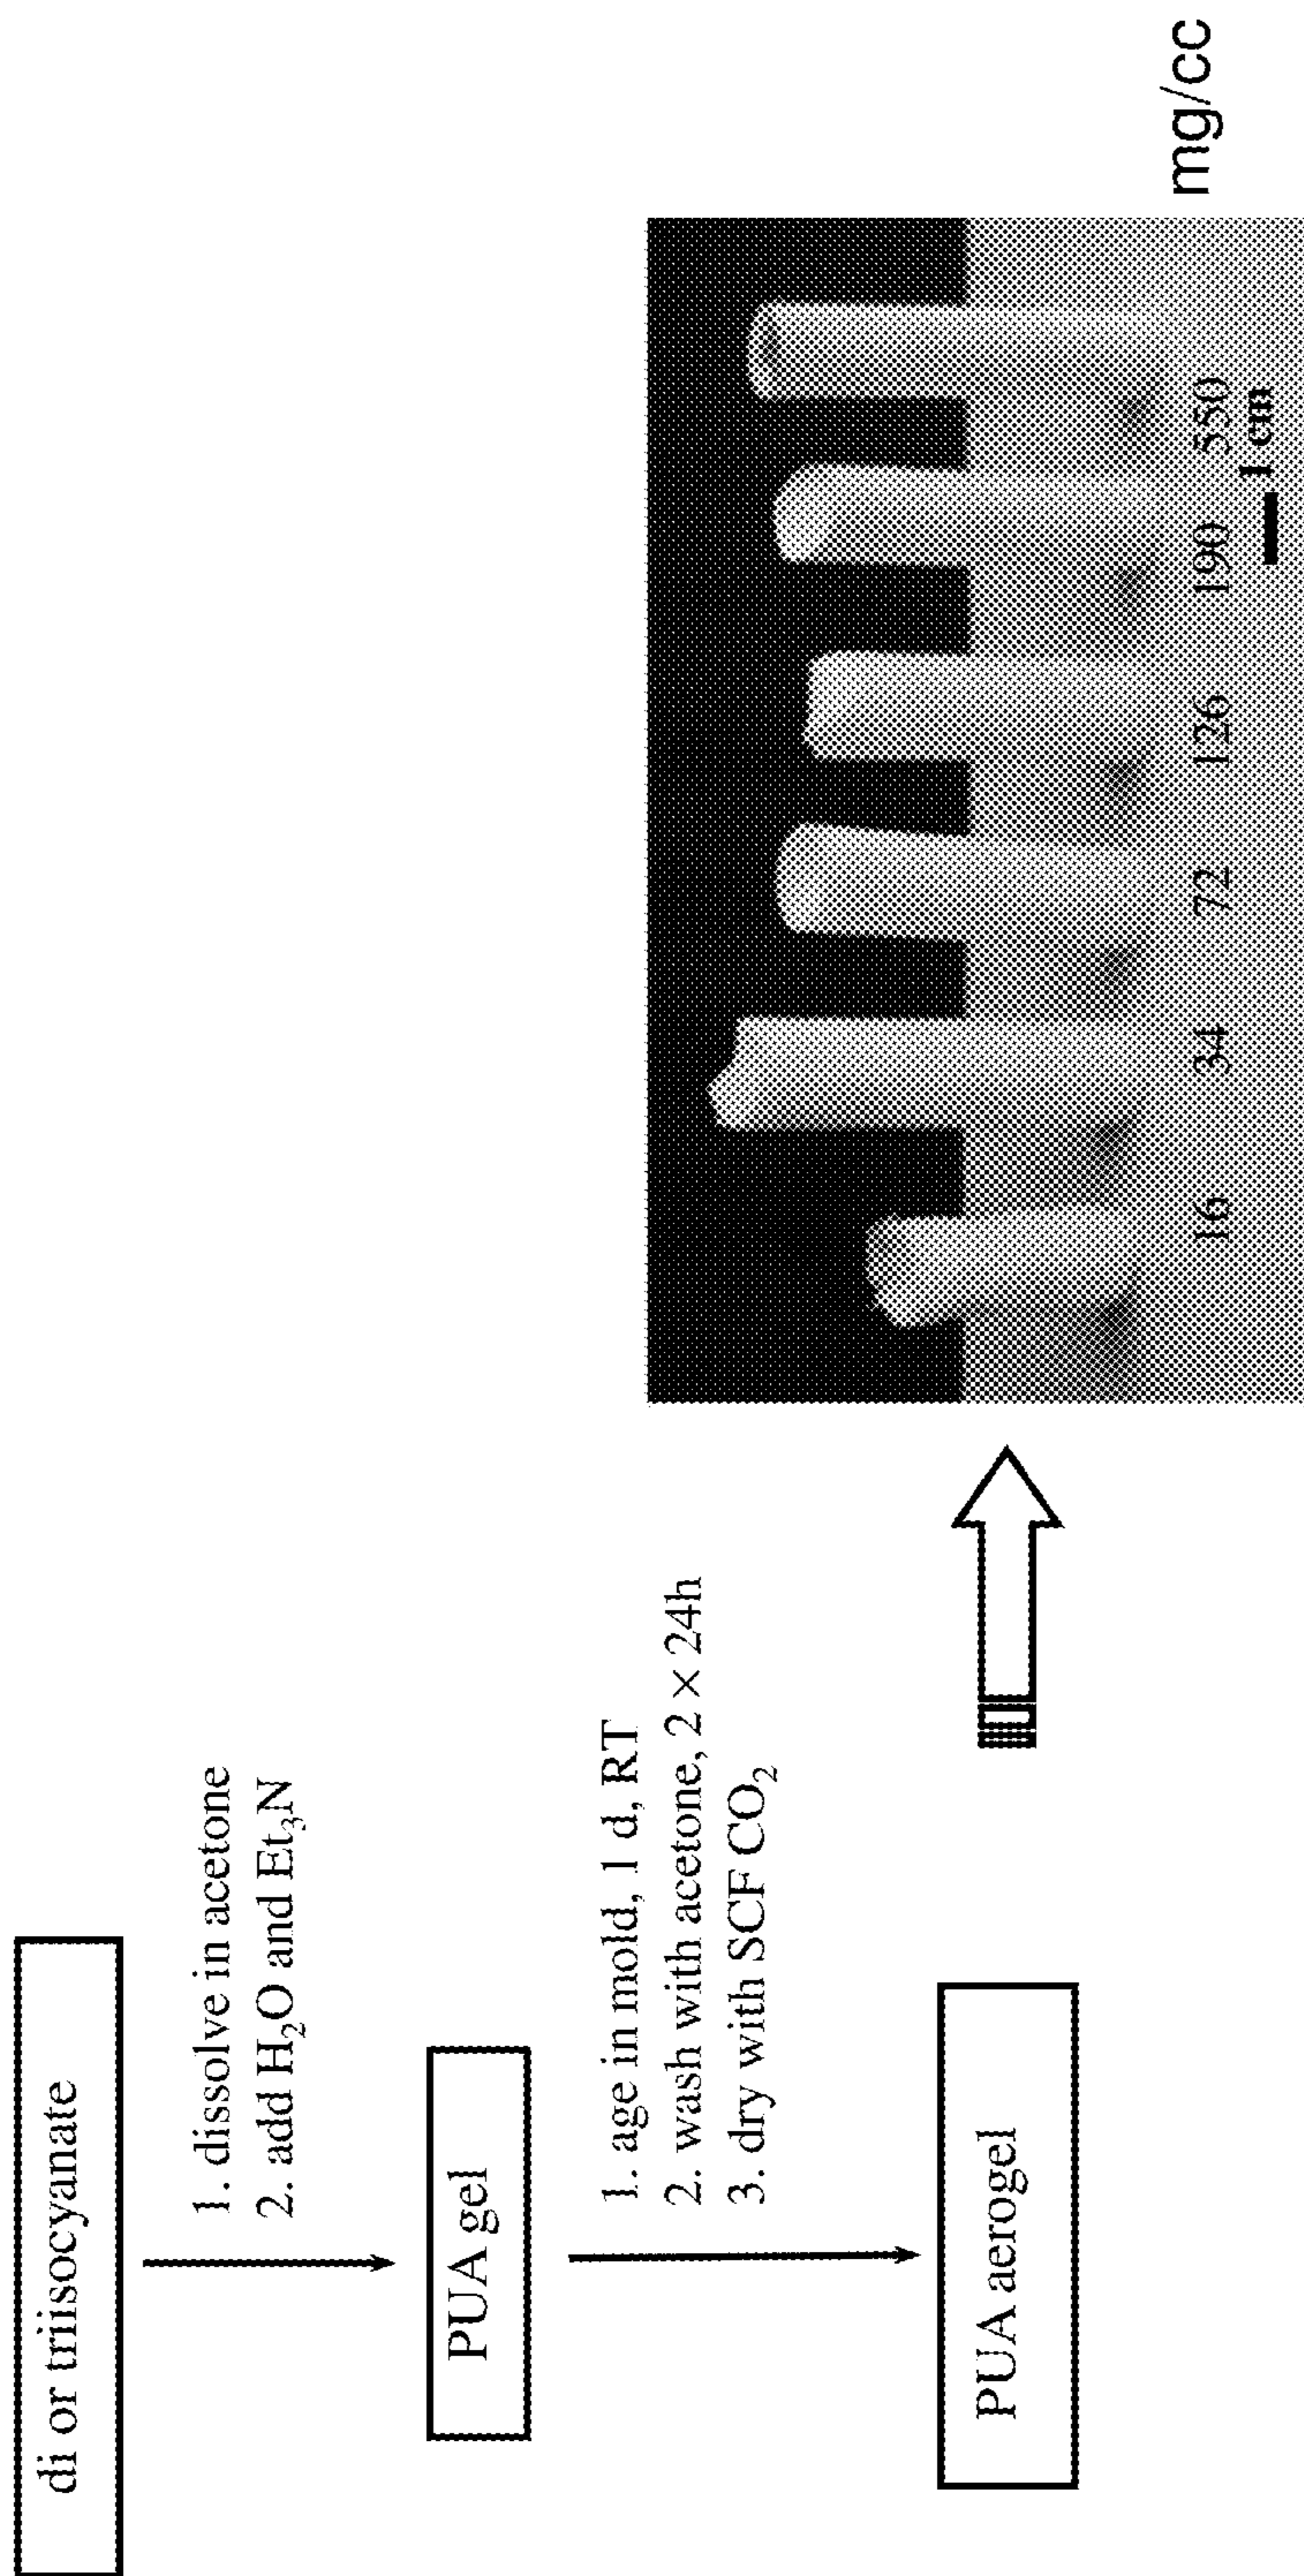 di or triisocyanate
1. dissolve in acetone
2. add H₂O and Et₃N
PUA gel
1. age in mold, 1 d, RT
2. wash with acetone, 2 × 24h
3. dry with SCF CO₂
PUA aerogel
16 34 72 126 190 550 mg/cc
1 cm